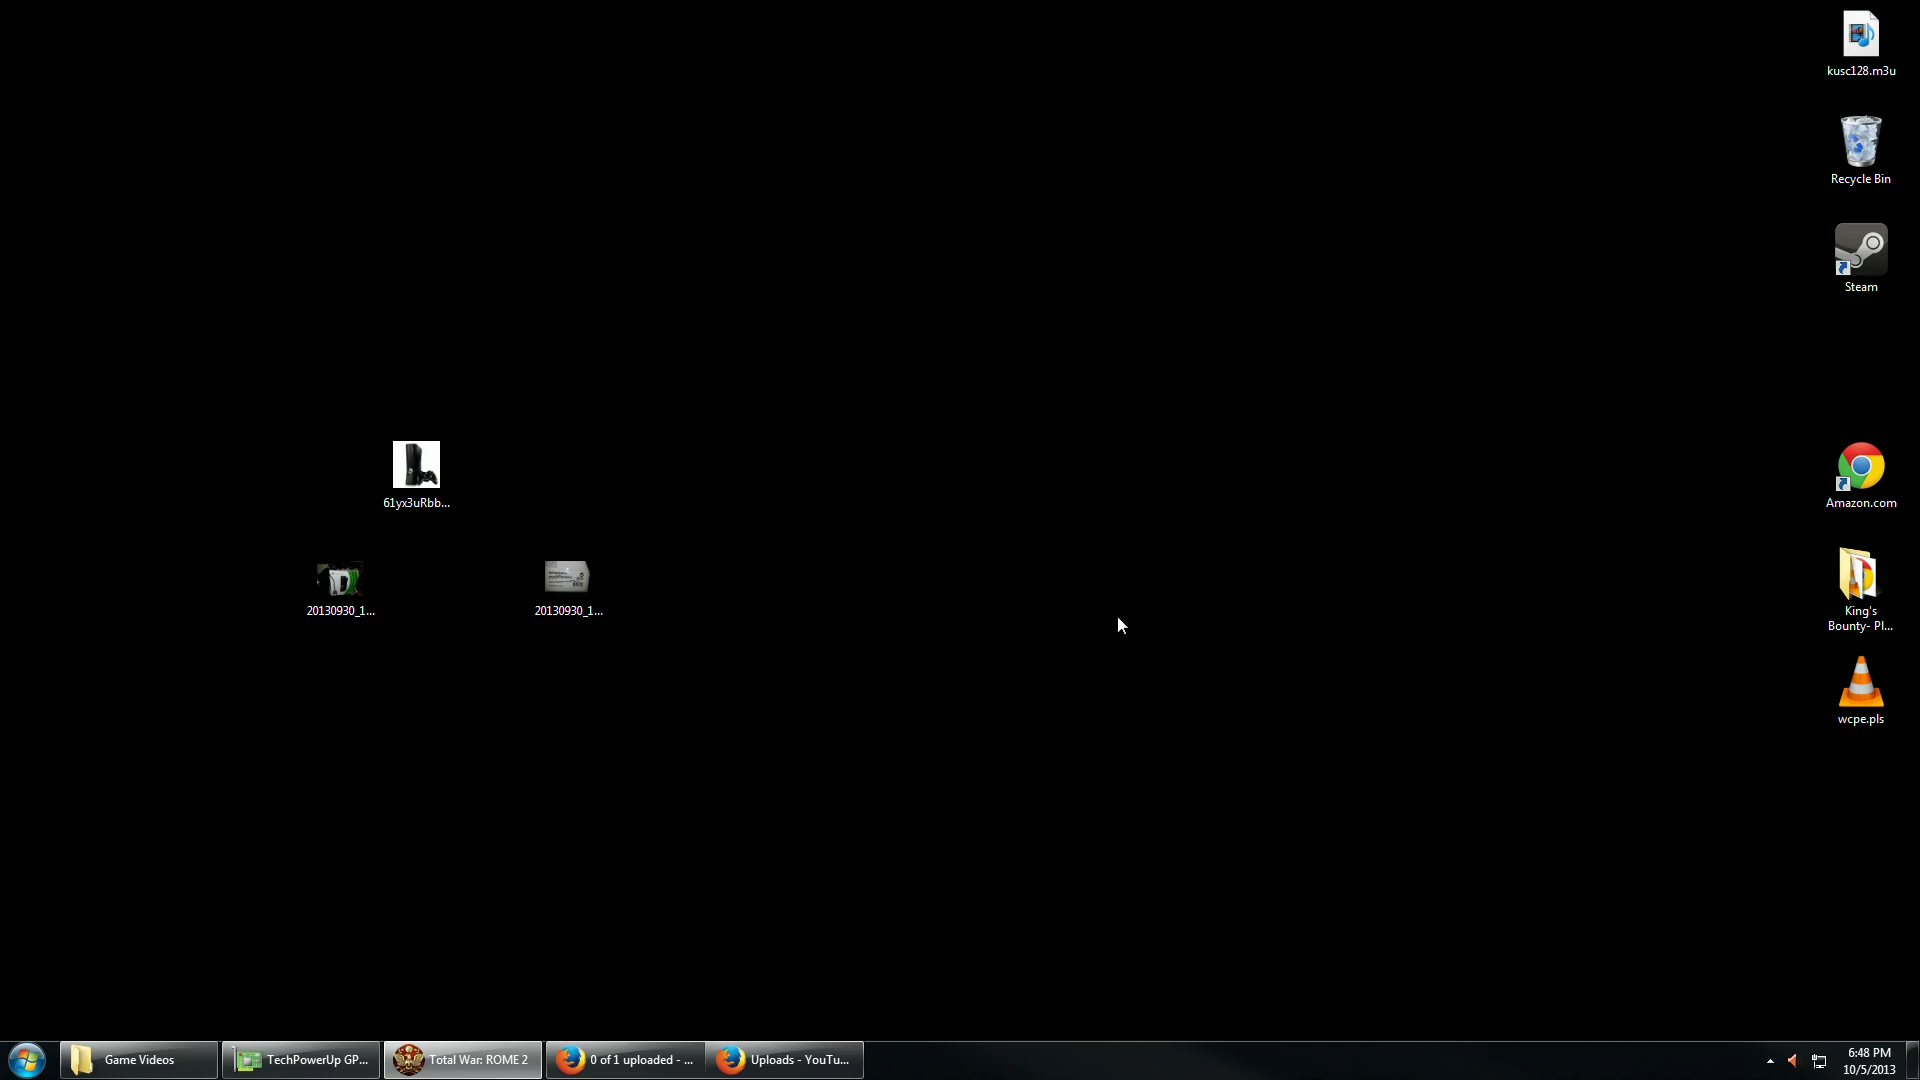 kusc128.m3u
Recycle Bin
Steam
61yx3uRbb...
Amazon.com
20130930_1...
20130930_1...
King's
Bounty- Pl...
wcpe.pls
Game Videos
TechPowerUp GP...
Total War: ROME 2
0 of 1 uploaded - ...
Uploads - YouTu...
6:48 PM
10/5/2013